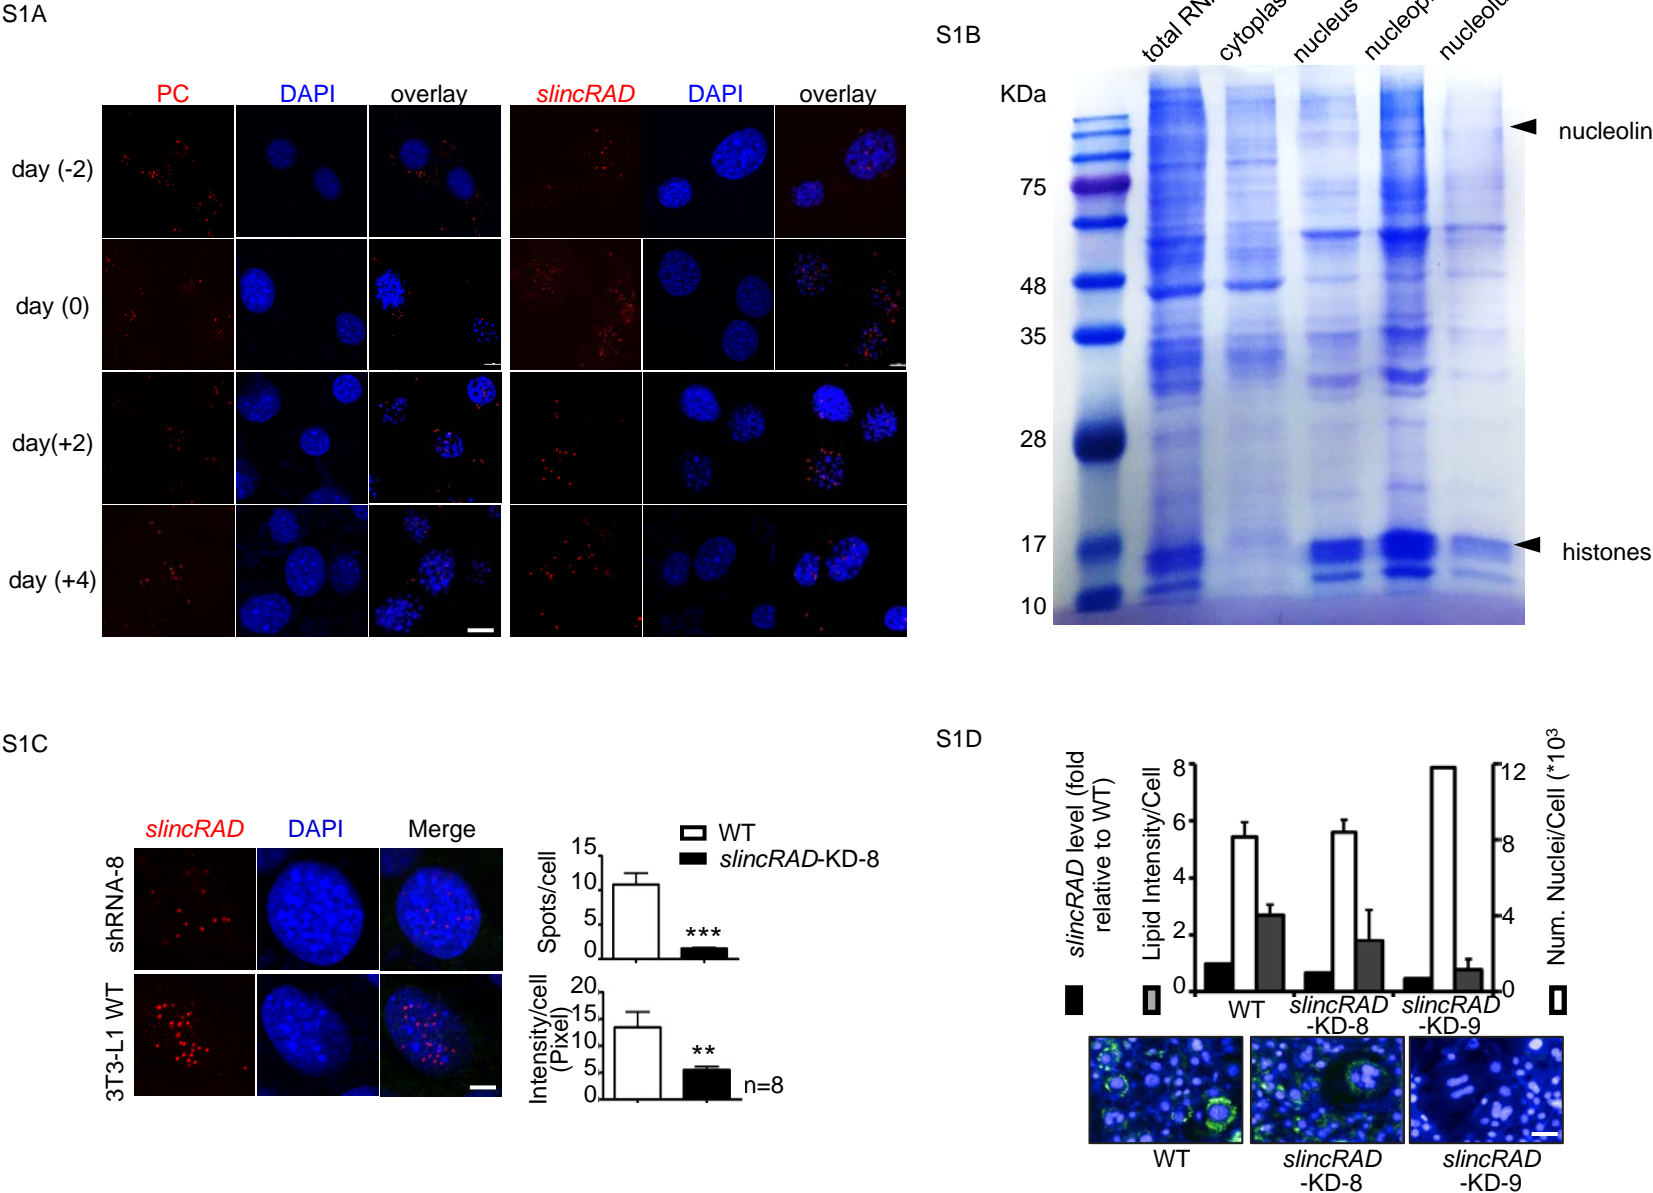 S1A
PC DAPI overlay slincRAD DAPI overlay
day (-2)
day (0)
day(+2)
day (+4)
S1B
total
cytoplas
nucleus
KDa
75
48
35
28
17
10
nucleolin
histones
S1C
slincRAD DAPI Merge
shRNA-8
3T3-L1 WT
WT
slincRAD-KD-8
Spots/cell
15
10
5
0
***
Intensity/cell
(Pixel)
20
15
10
5
0
**
n=8
S1D
slincRAD level (fold
relative to WT)
Lipid Intensity/Cell
8
6
4
2
0
12
8
4
0
Num. Nuclei/Cell (*10³
WT
slincRAD
-KD-8
slincRAD
-KD-9
WT
slincRAD
-KD-8
slincRAD
-KD-9